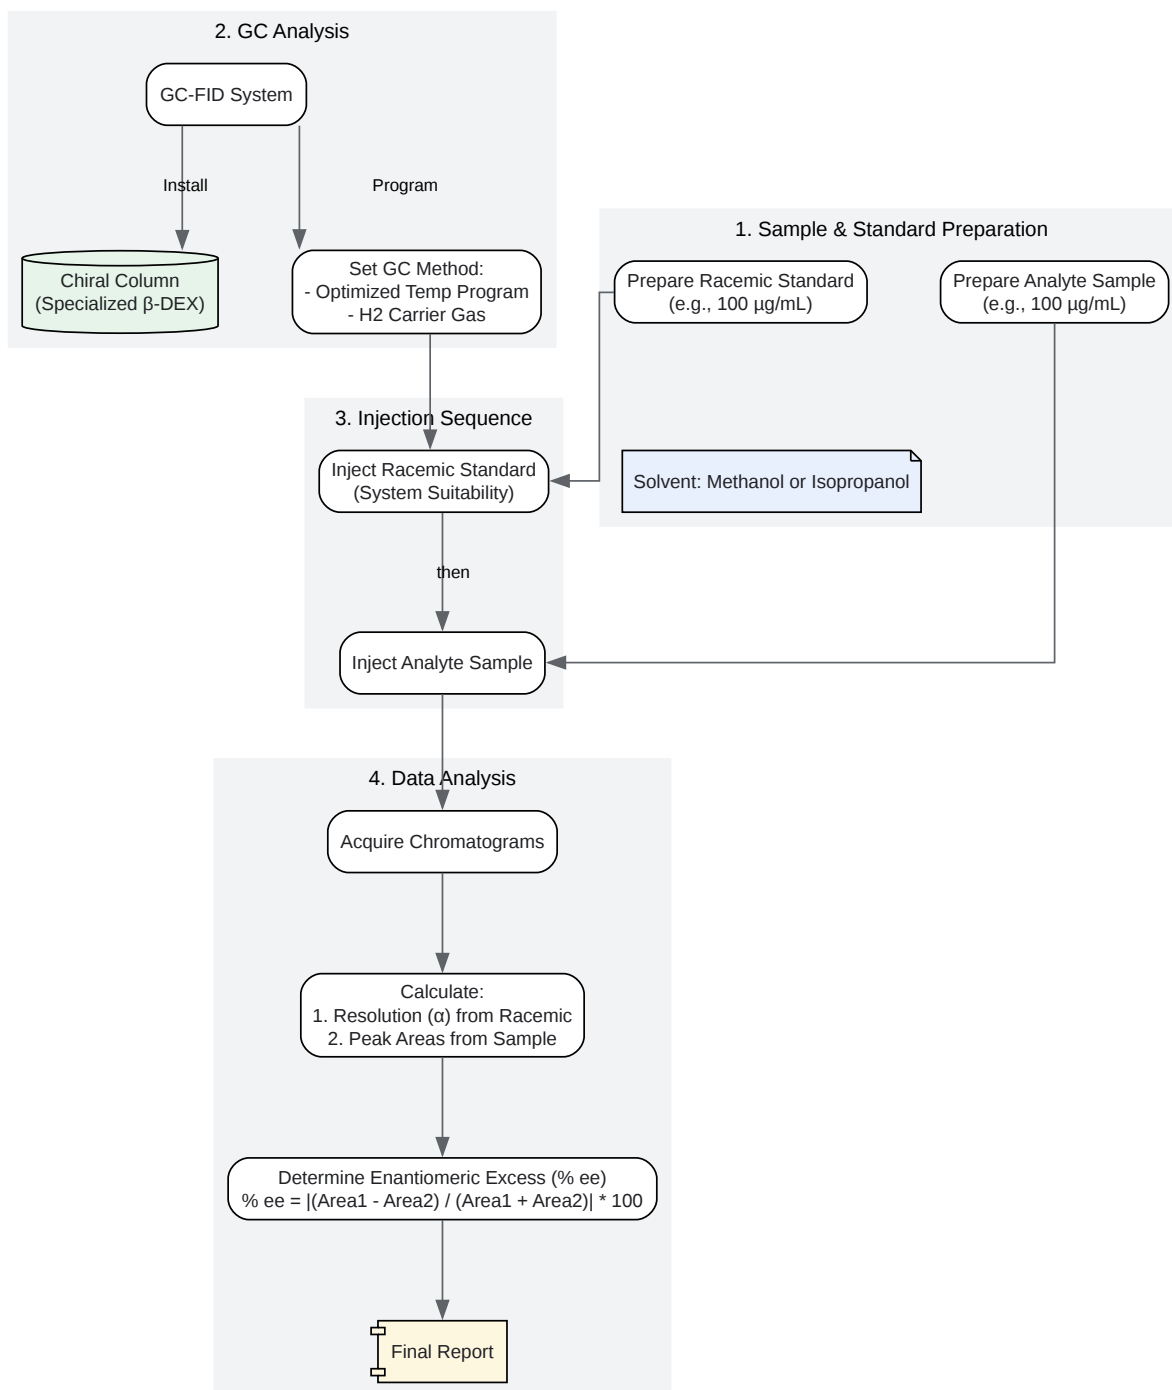 2. GC Analysis
GC-FID System
Install
Program
Chiral Column
(Specialized β-DEX)
Set GC Method:
- Optimized Temp Program
- H2 Carrier Gas
1. Sample & Standard Preparation
Prepare Racemic Standard
(e.g., 100 µg/mL)
Prepare Analyte Sample
(e.g., 100 µg/mL)
Solvent: Methanol or Isopropanol
3. Injection Sequence
Inject Racemic Standard
(System Suitability)
then
Inject Analyte Sample
4. Data Analysis
Acquire Chromatograms
Calculate:
1. Resolution (α) from Racemic
2. Peak Areas from Sample
Determine Enantiomeric Excess (% ee)
% ee = |(Area1 - Area2) / (Area1 + Area2)| * 100
Final Report